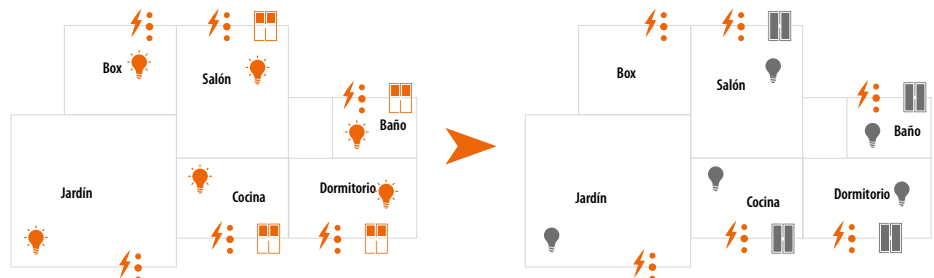 Box
Salón
Baño
Jardín
Cocina
Dormitorio
Box
Salón
Baño
Jardín
Cocina
Dormitorio